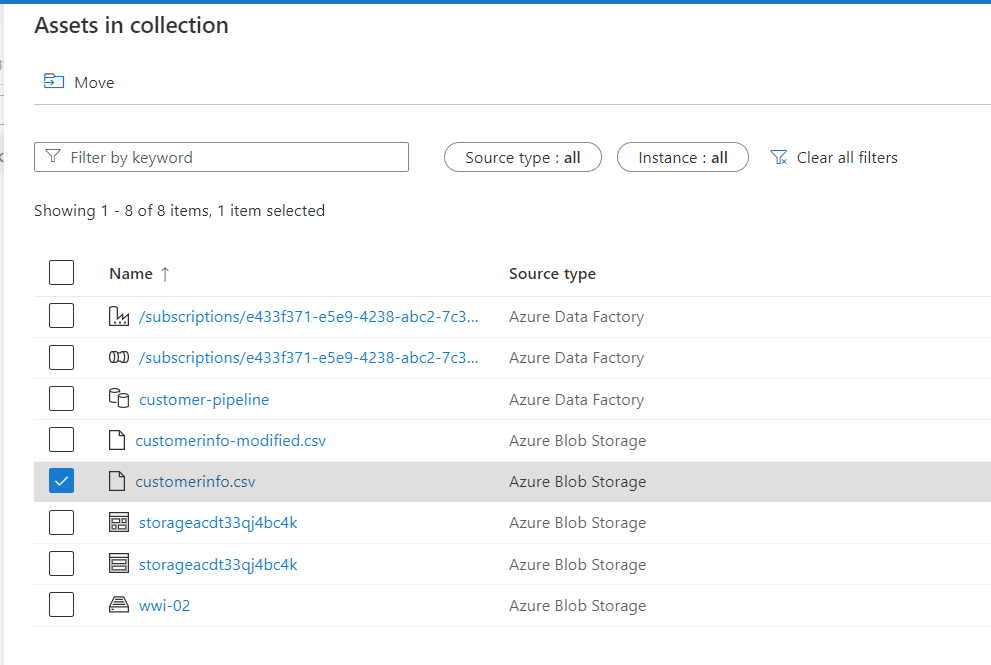 Assets in collection
Move
Filter by keyword Source type : all Instance : all Clear all filters
Showing 1 - 8 of 8 items, 1 item selected
Name ↑ Source type
/subscriptions/e433f371-e5e9-4238-abc2-7c3... Azure Data Factory
/subscriptions/e433f371-e5e9-4238-abc2-7c3... Azure Data Factory
customer-pipeline Azure Data Factory
customerinfo-modified.csv Azure Blob Storage
customerinfo.csv Azure Blob Storage
storageacdt33qj4bc4k Azure Blob Storage
storageacdt33qj4bc4k Azure Blob Storage
wwi-02 Azure Blob Storage